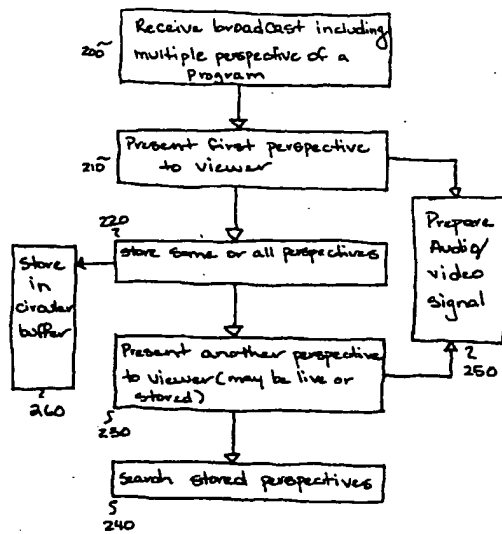 Receive broadcast including
multiple perspective of a
Program
200
Present first perspective
to viewer
210
220
store some or all perspectives
Store
in
circular
buffer
260
Prepare
Audio/
video
signal
250
Present another perspective
to viewer (may be live or
stored)
230
search stored perspectives
240